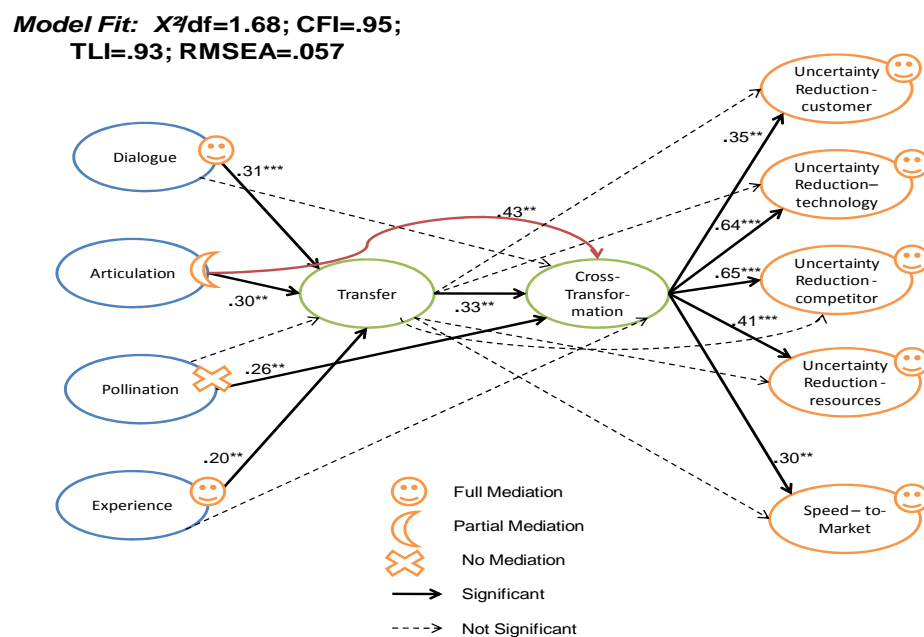 Model Fit: X²/df=1.68; CFI=.95;
TLI=.93; RMSEA=.057
Uncertainty
Reduction-
customer
.35**
Dialogue
.31***
Uncertainty
Reduction–
technology
.43**
.64***
Articulation
.30**
Transfer
.33**
Cross-
Transfor-
mation
.65***
Uncertainty
Reduction-
competitor
.41***
Pollination
.26**
Uncertainty
Reduction-
resources
.20**
.30**
Experience
Speed – to-
Market
Full Mediation
Partial Mediation
No Mediation
Significant
Not Significant